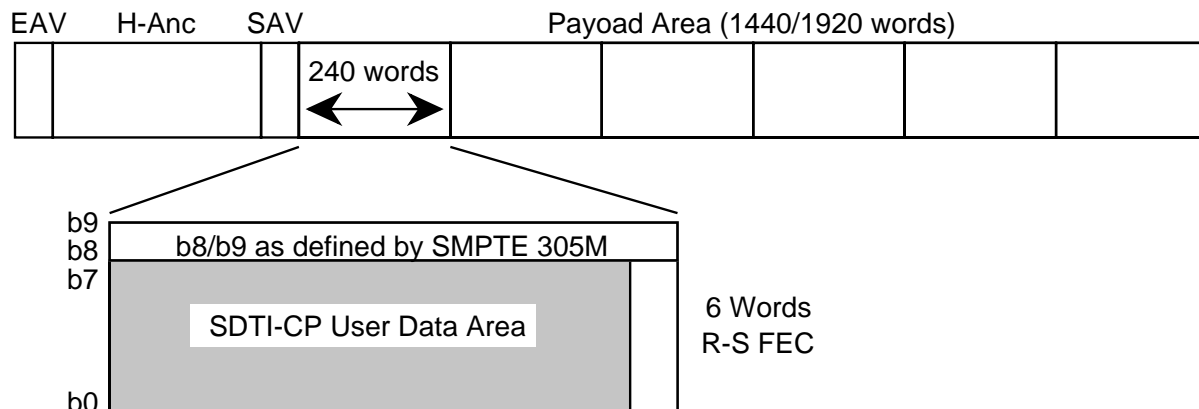 EAV H-Anc SAV Payoad Area (1440/1920 words)
240 words
b9
b8 b8/b9 as defined by SMPTE 305M
b7
SDTI-CP User Data Area
6 Words
R-S FEC
b0